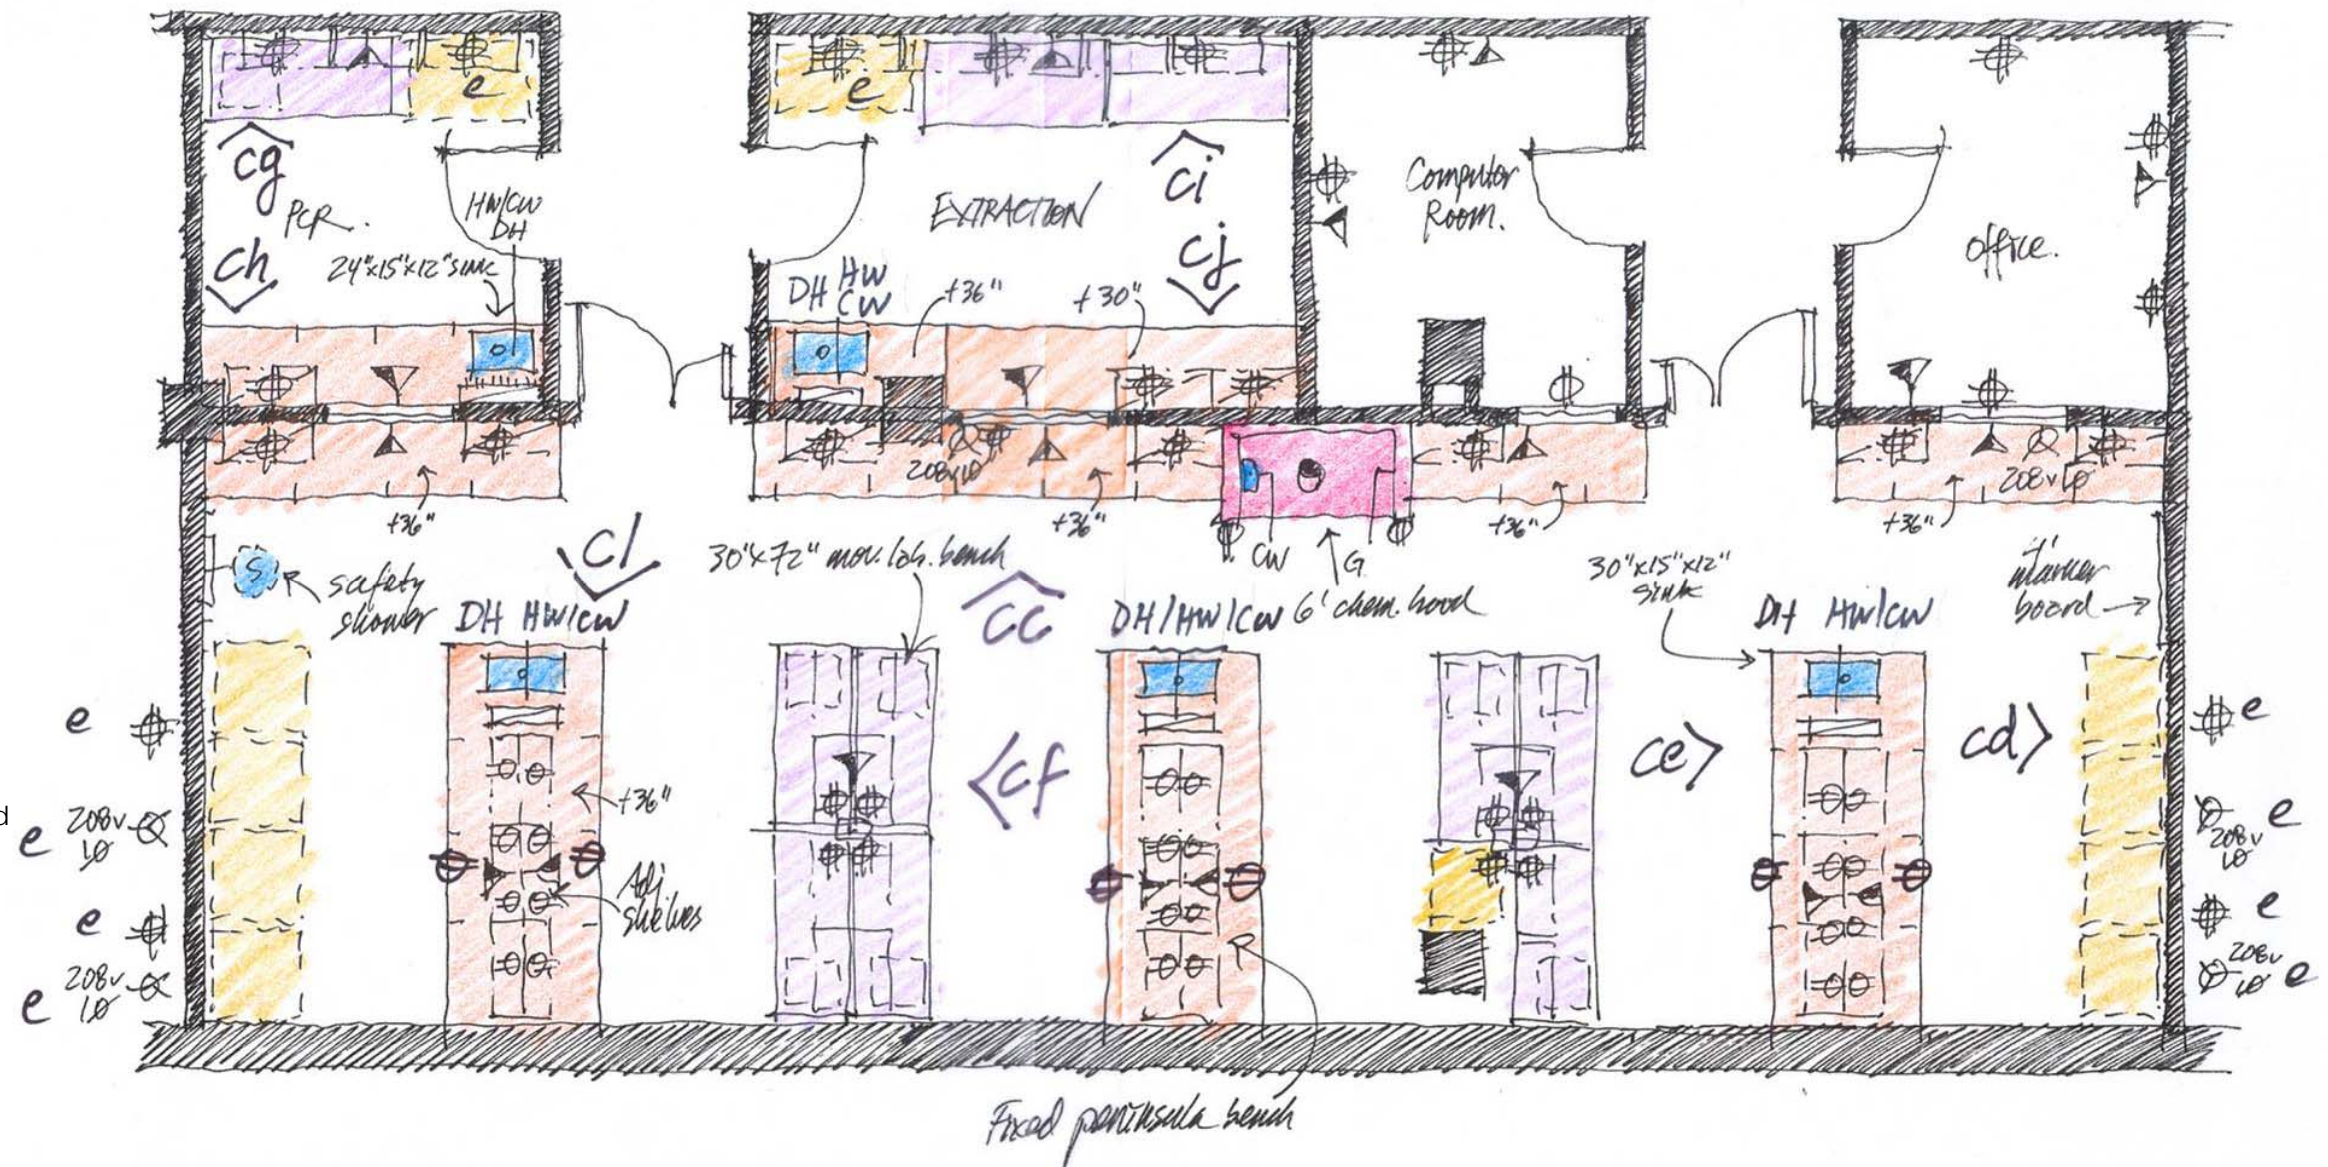 e
e
cg
PCR.
HW/CW
DH
ch
24"x15"x12" sink
EXTRACTION
ci
cj
DH HW
CW
+36"
+30"
Computer
Room.
office.
208v1ø
208v1ø
+36"
+36"
+36"
+36"
CW
G
S
safety
shower
cl
30"x72" mov. lab. bench
cc
6' chem. hood
30"x15"x12"
sink
marker
board
DH HW/CW
DH/HW/CW
DH HW/CW
e
e
208v
1ø
e
e
208v
1ø
+36"
Adj
shelves
cf
ce
cd
e
e
208v
1ø
e
208v
1ø e
d
Fixed peninsula bench